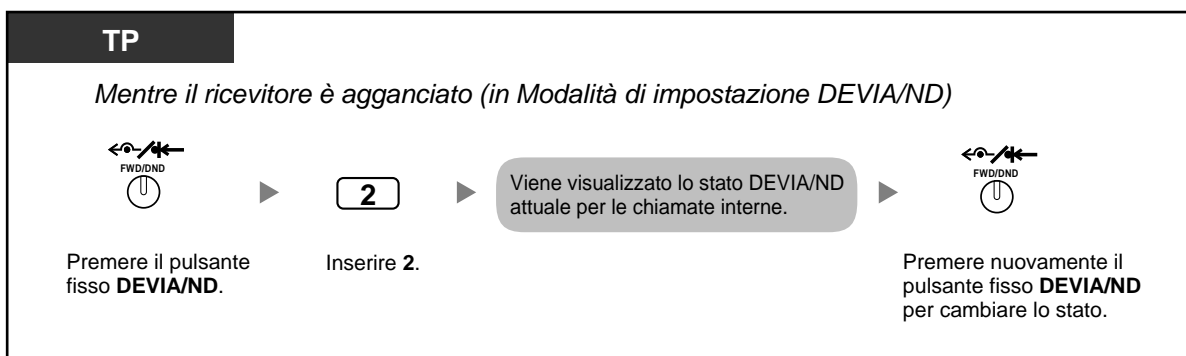 TP
Mentre il ricevitore è agganciato (in Modalità di impostazione DEVIA/ND)
FWD/DND
Premere il pulsante
fisso DEVIA/ND.
2
Inserire 2.
Viene visualizzato lo stato DEVIA/ND
attuale per le chiamate interne.
FWD/DND
Premere nuovamente il
pulsante fisso DEVIA/ND
per cambiare lo stato.